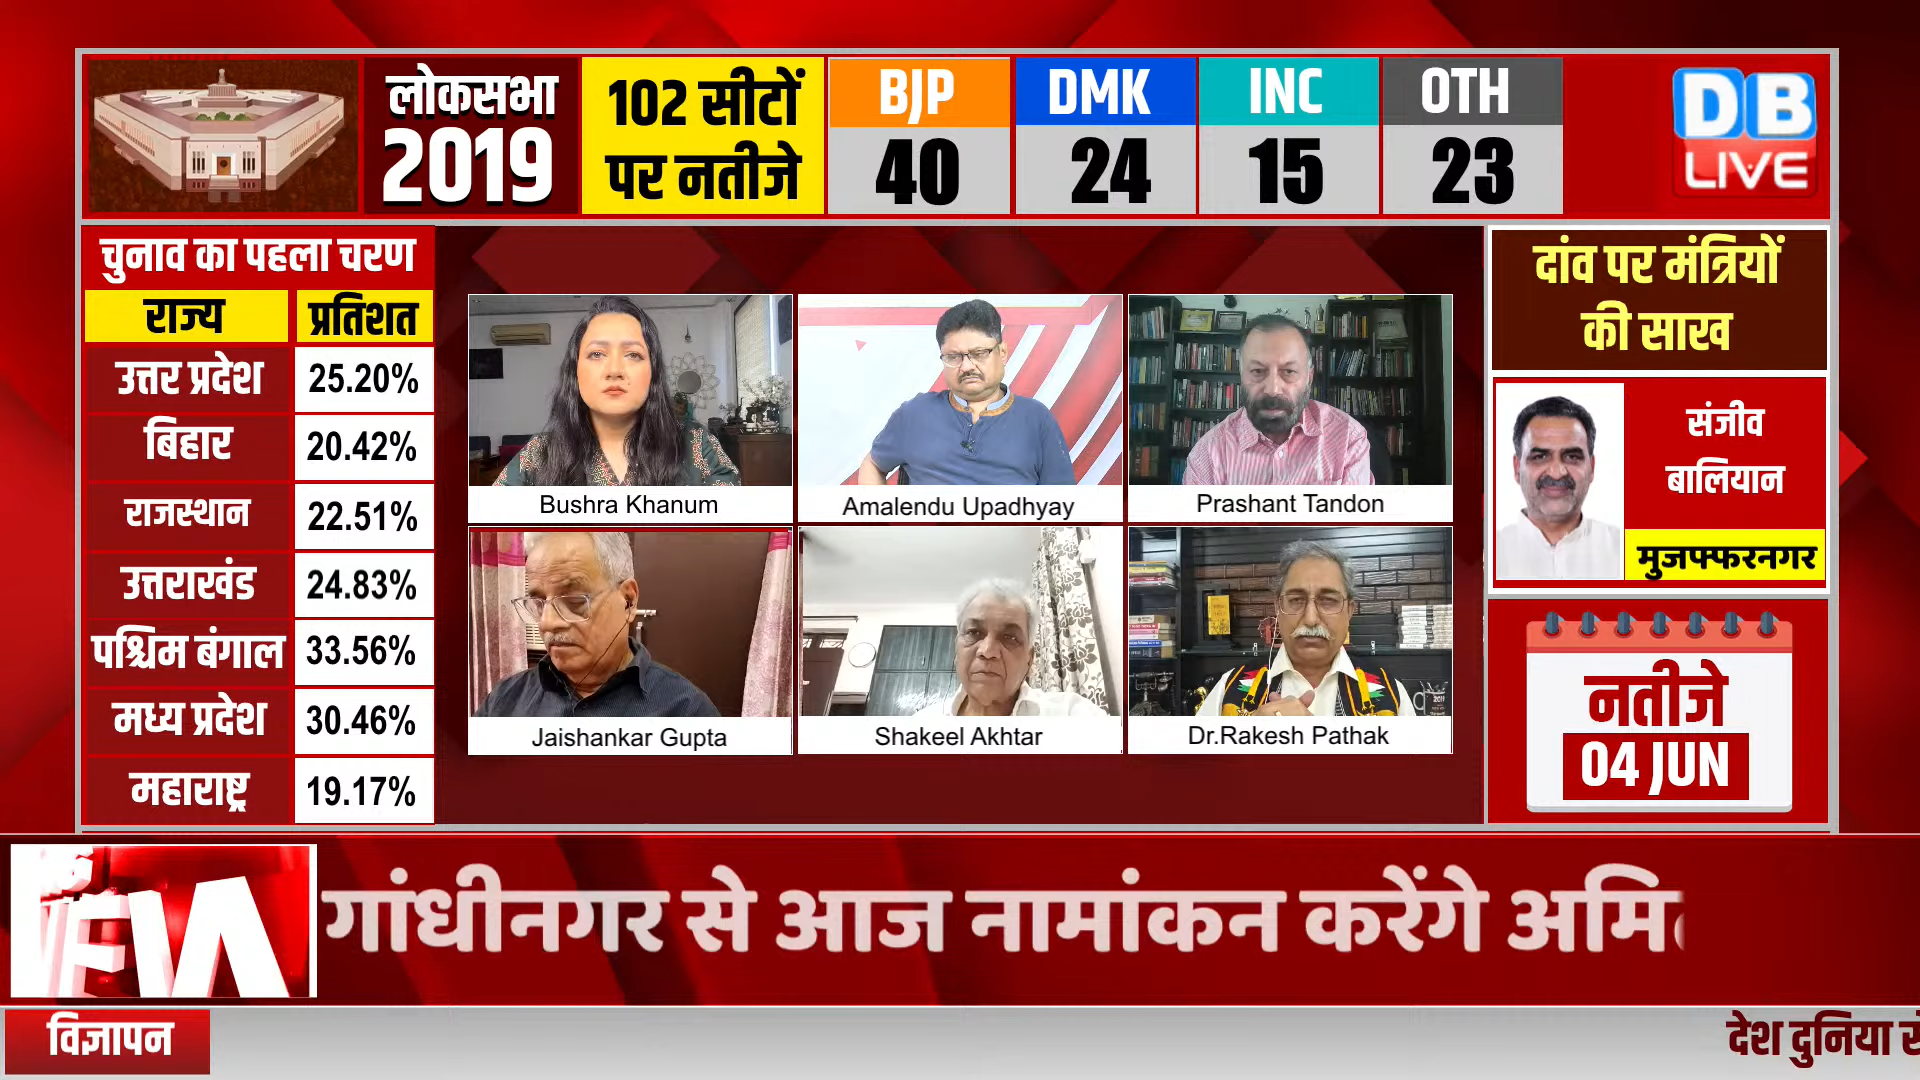 लोकसभा
2019
102 सीटों
पर नतीजे
BJP
40
DMK
24
INC
15
OTH
23
DB
LIVE
चुनाव का पहला चरण
राज्य प्रतिशत
उत्तर प्रदेश 25.20%
बिहार 20.42%
राजस्थान 22.51%
उत्तराखंड 24.83%
पश्चिम बंगाल 33.56%
मध्य प्रदेश 30.46%
महाराष्ट्र 19.17%
Bushra Khanum
Amalendu Upadhyay
Prashant Tandon
Jaishankar Gupta
Shakeel Akhtar
Dr.Rakesh Pathak
दांव पर मंत्रियों
की साख
संजीव
बालियान
मुजफ्फरनगर
नतीजे
04 JUN
गांधीनगर से आज नामांकन करेंगे
विज्ञापन
देश दुनिया